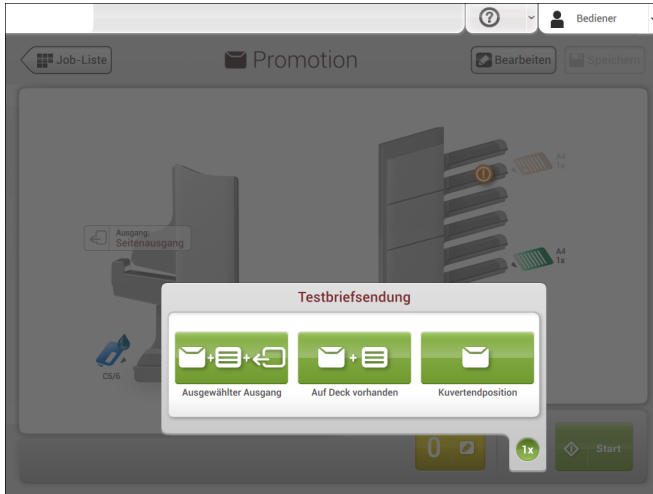 Bediener
Job-Liste
Promotion
Bearbeiten
Speichern
A4
1x
Ausgang:
Seitenausgang
A4
1x
C5/6
Testbriefsendung
Ausgewählter Ausgang
Auf Deck vorhanden
Kuvertendposition
0
1x
Start